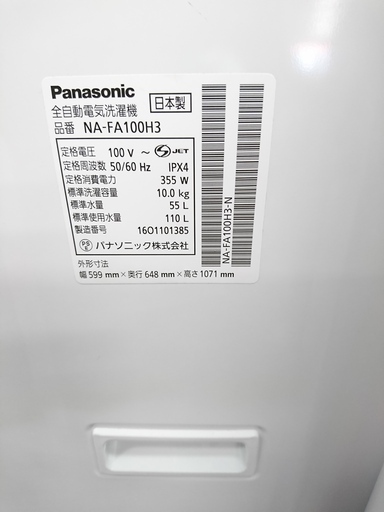 Panasonic
全自動電気洗濯機
日本製
品番 NA-FA100H3
定格電圧 100 V ～ S JET
定格周波数 50/60 Hz IPX4
定格消費電力 355 W
標準洗濯容量 10.0 kg
標準水量 55 L
標準使用水量 110 L
製造番号 16O1101385
PS E パナソニック株式会社
外形寸法
幅 599 mm×奥行 648 mm×高さ 1071 mm
NA-FA100H3-N